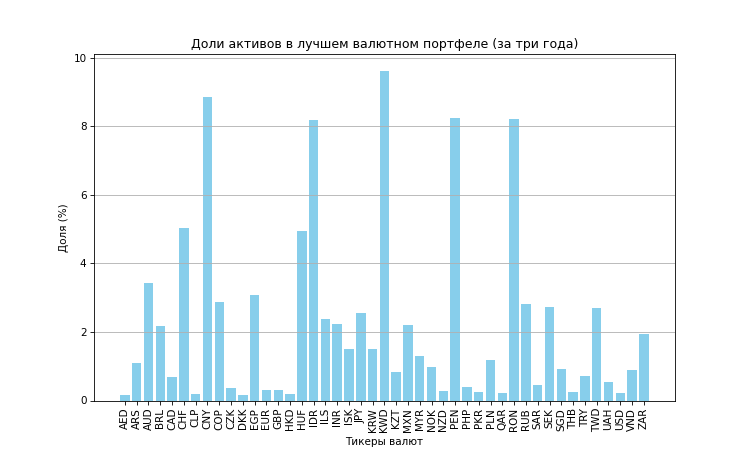 Доли активов в лучшем валютном портфеле (за три года)
Доля (%)
10
8
6
4
2
0
AED ARS AUD BRL CAD CHF CLP CNY COP CZK DKK EGP EUR GBP HKD HUF IDR ILS INR ISK JPY KRW KWD KZT MXN MYR NOK NZD PEN PHP PKR PLN QAR RON RUB SAR SEK SGD THB TRY TWD UAH USD VND ZAR
Тикеры валют